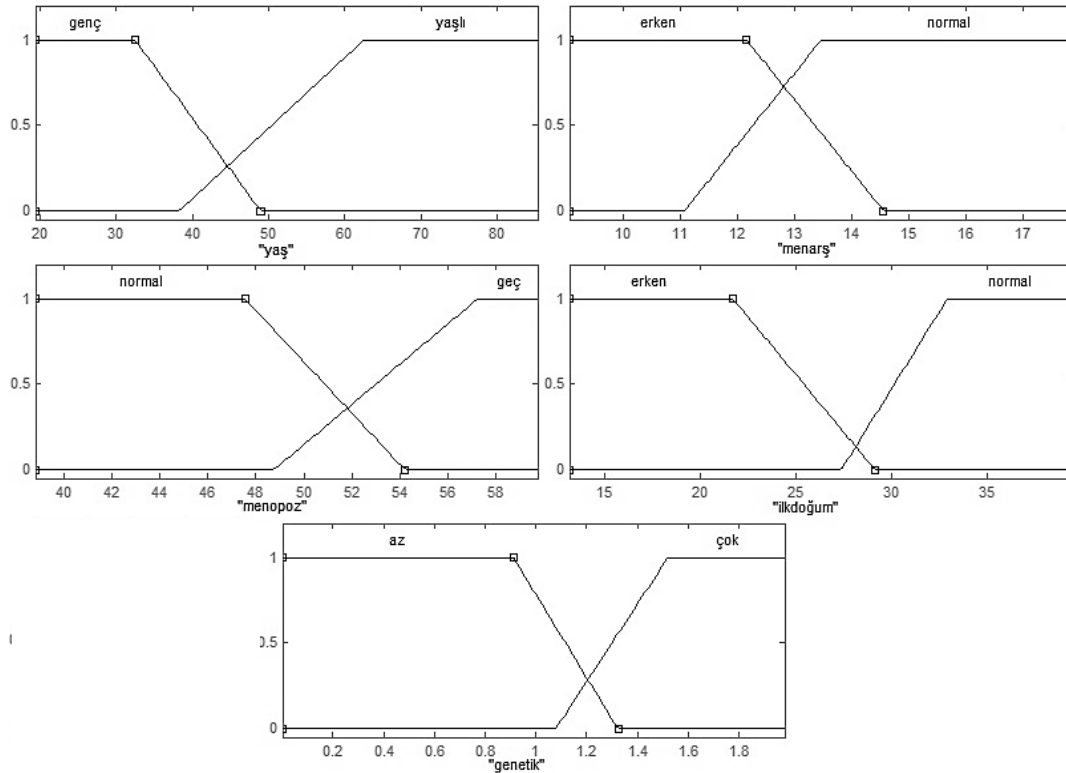 genç yaşlı
1
0.5
0
20 30 40 50 60 70 80
"yaş"
erken normal
1
0.5
0
10 11 12 13 14 15 16 17
"menarş"
normal geç
1
0.5
0
40 42 44 46 48 50 52 54 56 58
"menopoz"
erken normal
1
0.5
0
15 20 25 30 35
"ilkdoğum"
az çok
1
0.5
0
0.2 0.4 0.6 0.8 1 1.2 1.4 1.6 1.8
"genetik"